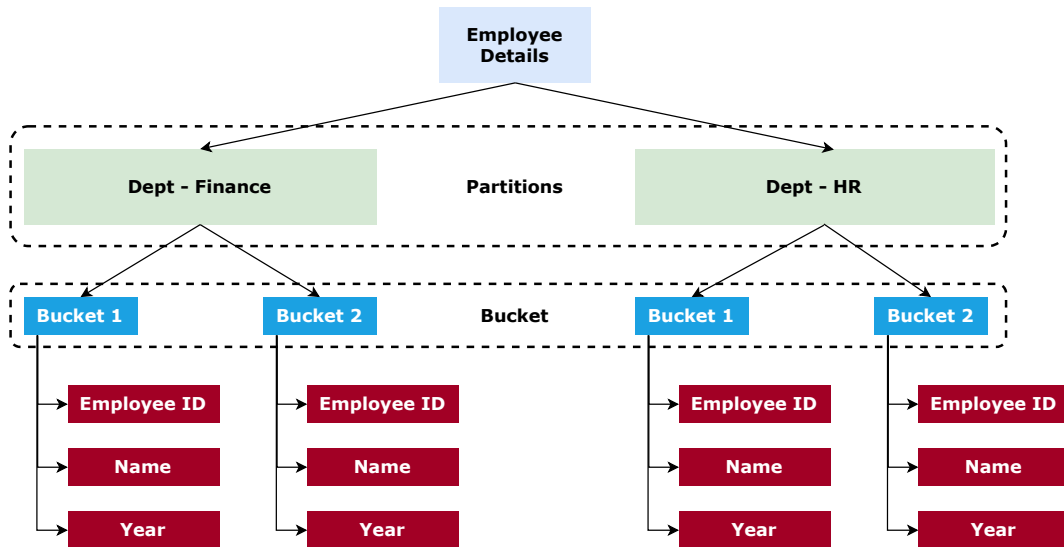 Employee
Details
Dept - Finance
Partitions
Dept - HR
Bucket 1
Bucket 2
Bucket
Bucket 1
Bucket 2
Employee ID
Employee ID
Employee ID
Employee ID
Name
Name
Name
Name
Year
Year
Year
Year